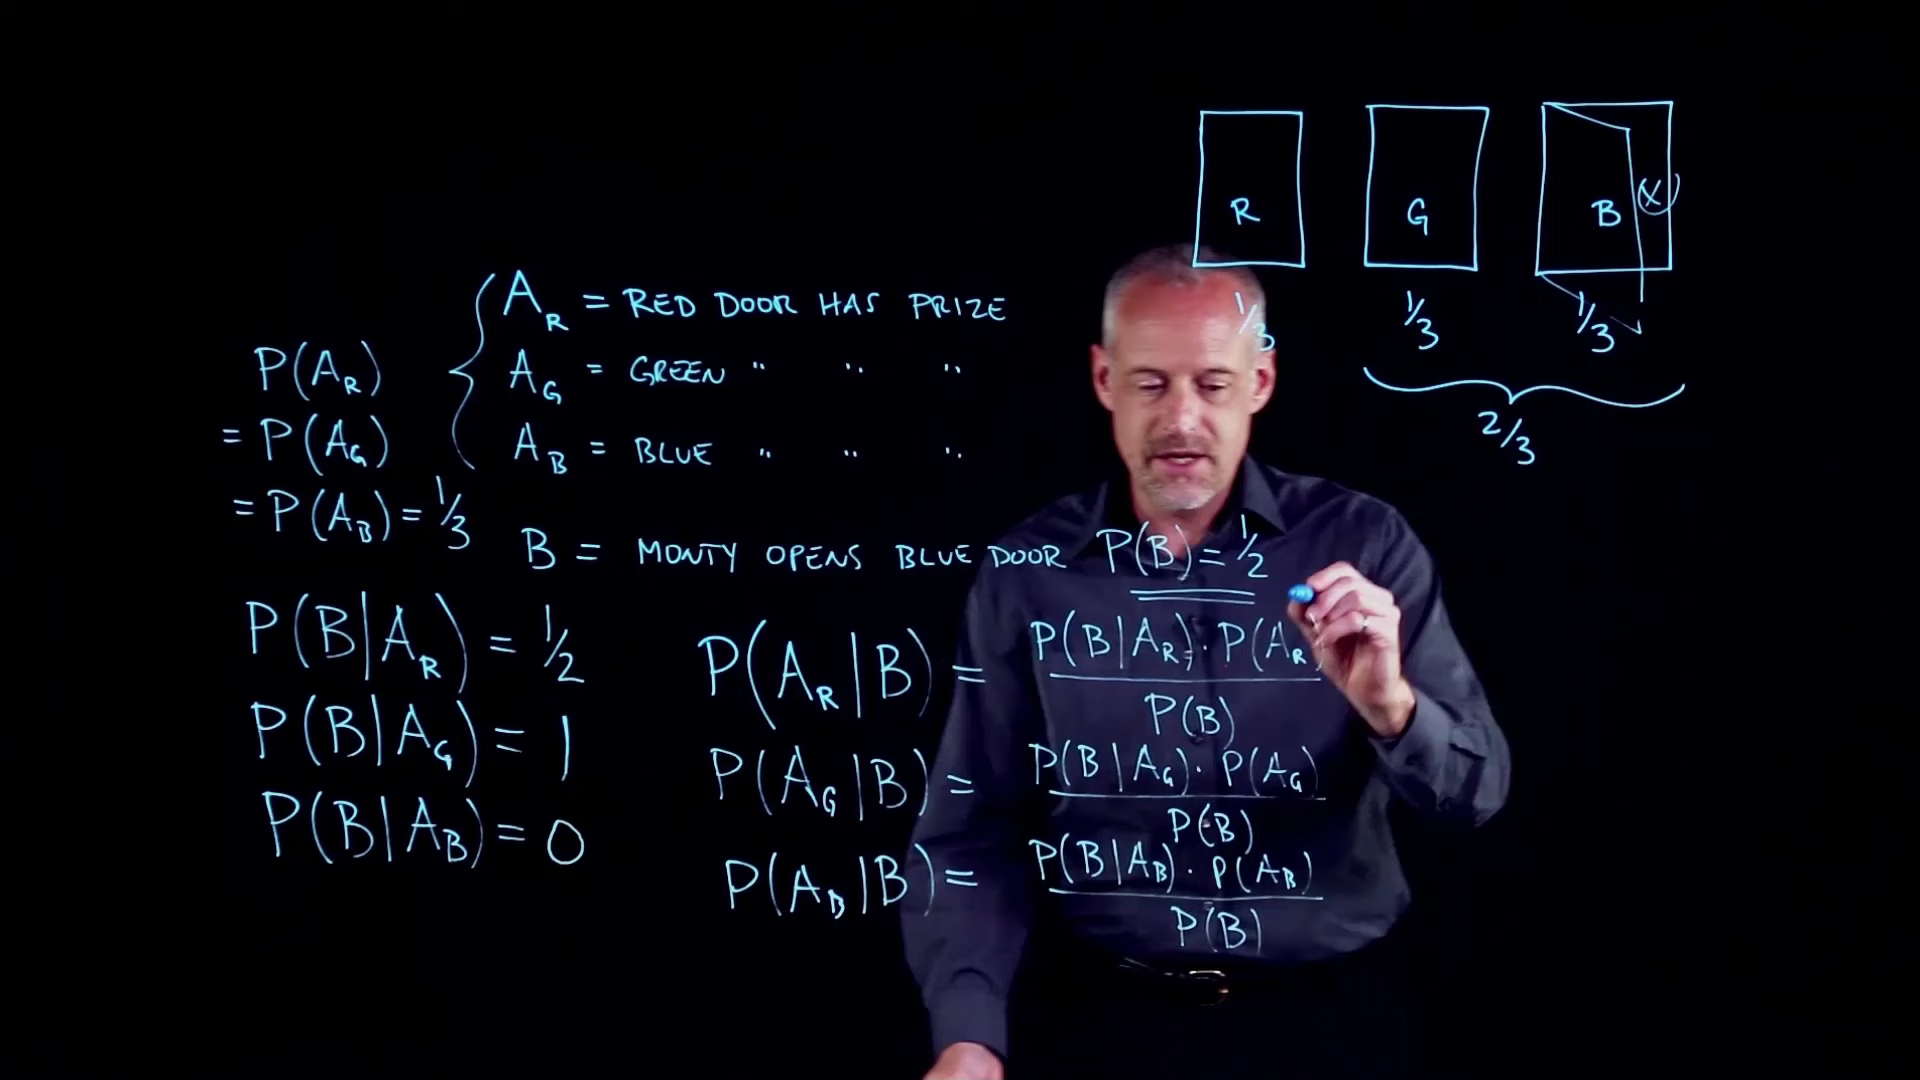 R G B X
1/3 1/3 1/3
2/3
A_R = RED DOOR HAS PRIZE
A_G = GREEN " " "
A_B = BLUE " " "
P(A_R)
= P(A_G)
= P(A_B) = 1/3
B = MONTY OPENS BLUE DOOR P(B) = 1/2
P(B|A_R) = 1/2
P(B|A_G) = 1
P(B|A_B) = 0
P(A_R|B) = P(B|A_R) · P(A_R) / P(B)
P(A_G|B) = P(B|A_G) · P(A_G) / P(B)
P(A_B|B) = P(B|A_B) · P(A_B) / P(B)